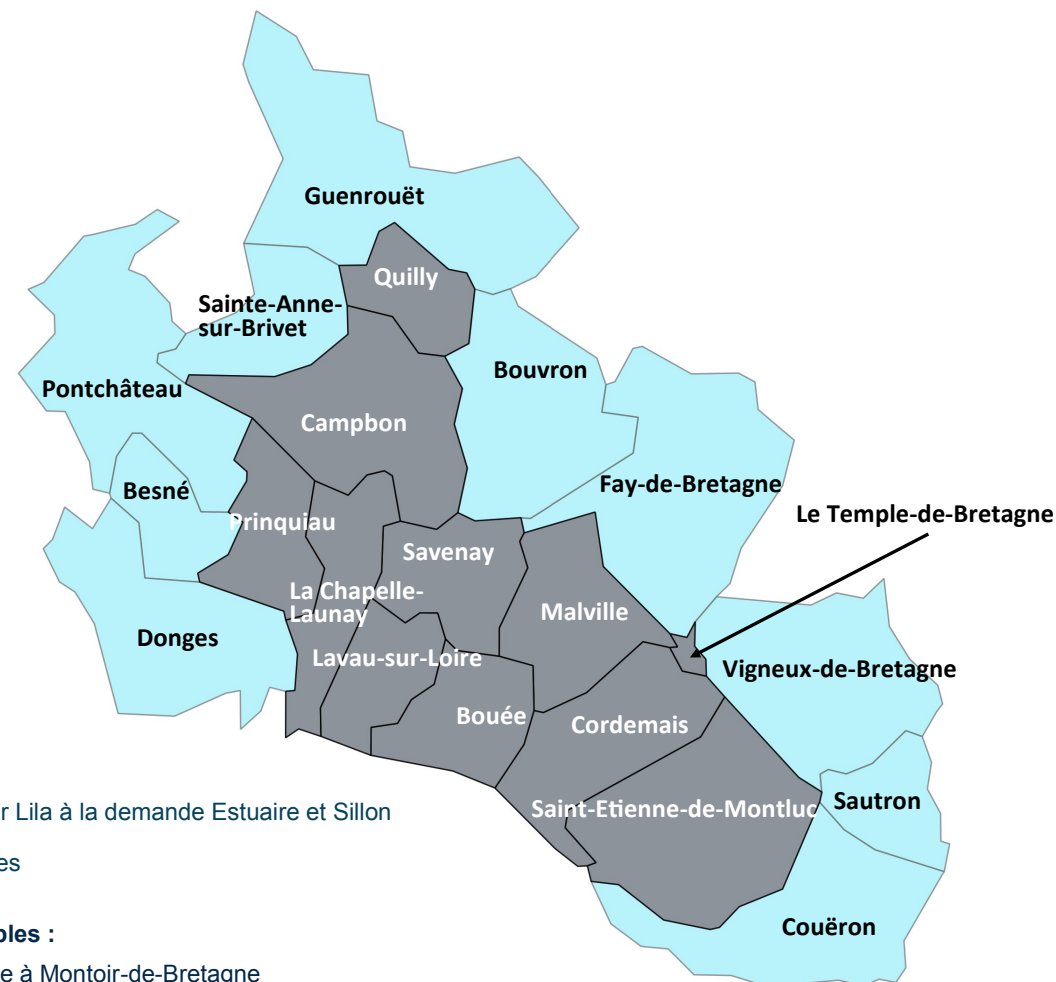 Guenrouët
Quilly
Sainte-Anne-
sur-Brivet
Bouvron
Pontchâteau
Campbon
Besné
Fay-de-Bretagne
Prinquiau
Le Temple-de-Bretagne
Savenay
La Chapelle-
Launay
Malville
Donges
Lavau-sur-Loire
Vigneux-de-Bretagne
Bouée
Cordemais
Saint-Etienne-de-Montluc
Sautron
r Lila à la demande Estuaire et Sillon
es
Couëron
bles :
e à Montoir-de-Bretagne